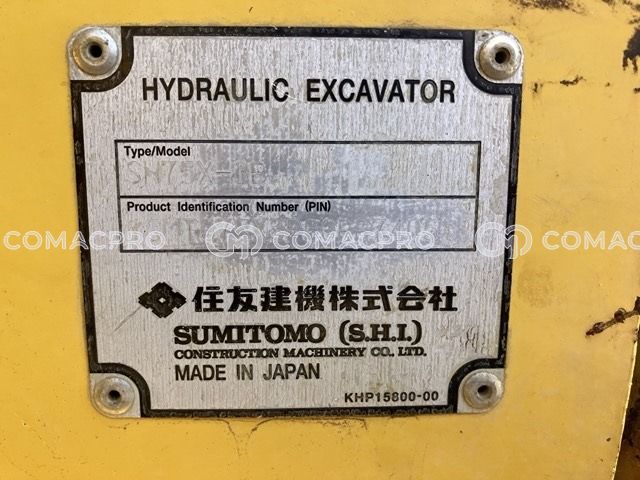 HYDRAULIC EXCAVATOR
Type/Model
Product Identification Number (PIN)
COMACPRO COMACPRO COMACPRO
住友建機株式会社
SUMITOMO (S.H.I.)
CONSTRUCTION MACHINERY CO., LTD.
MADE IN JAPAN
KHP15800-00